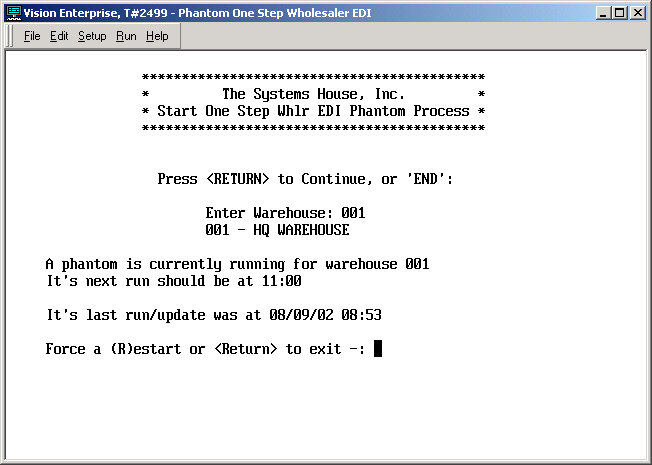 Vision Enterprise, T#2499 - Phantom One Step Wholesaler EDI
File Edit Setup Run Help
*******************************************
* The Systems House, Inc. *
* Start One Step Whlr EDI Phantom Process *
*******************************************
Press <RETURN> to Continue, or 'END':
Enter Warehouse: 001
001 - HQ WAREHOUSE
A phantom is currently running for warehouse 001
It's next run should be at 11:00
It's last run/update was at 08/09/02 08:53
Force a (R)estart or <Return> to exit -: